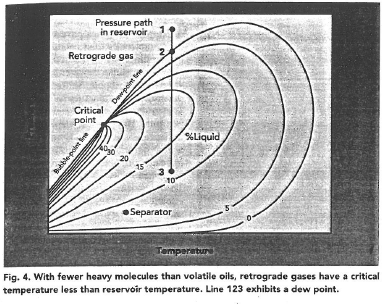 Pressure path
in reservoir
1
2
Retrograde gas
Dew-point line
Critical
point
Bubble-point line
%Liquid
40
30
20
15
3
10
Separator
5
0
Temperature
Fig. 4. With fewer heavy molecules than volatile oils, retrograde gases have a critical
temperature less than reservoir temperature. Line 123 exhibits a dew point.